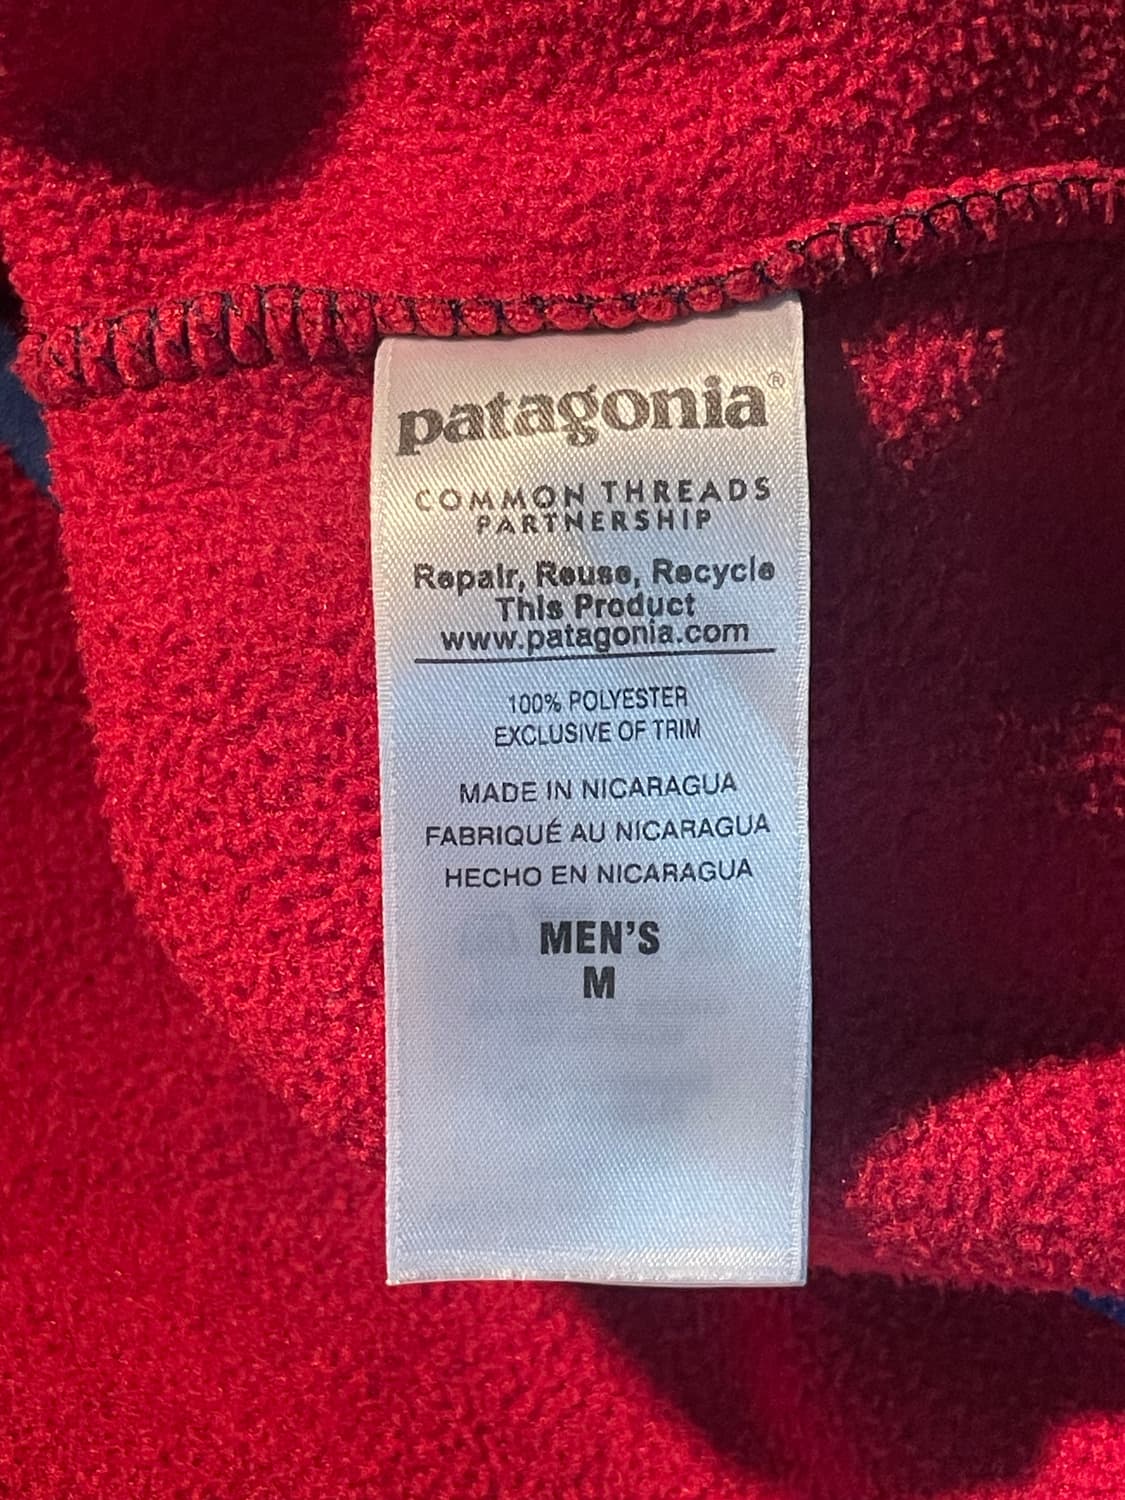 patagonia®
COMMON THREADS
PARTNERSHIP
Repair, Reuse, Recycle
This Product
www.patagonia.com
100% POLYESTER
EXCLUSIVE OF TRIM
MADE IN NICARAGUA
FABRIQUÉ AU NICARAGUA
HECHO EN NICARAGUA
MEN'S
M